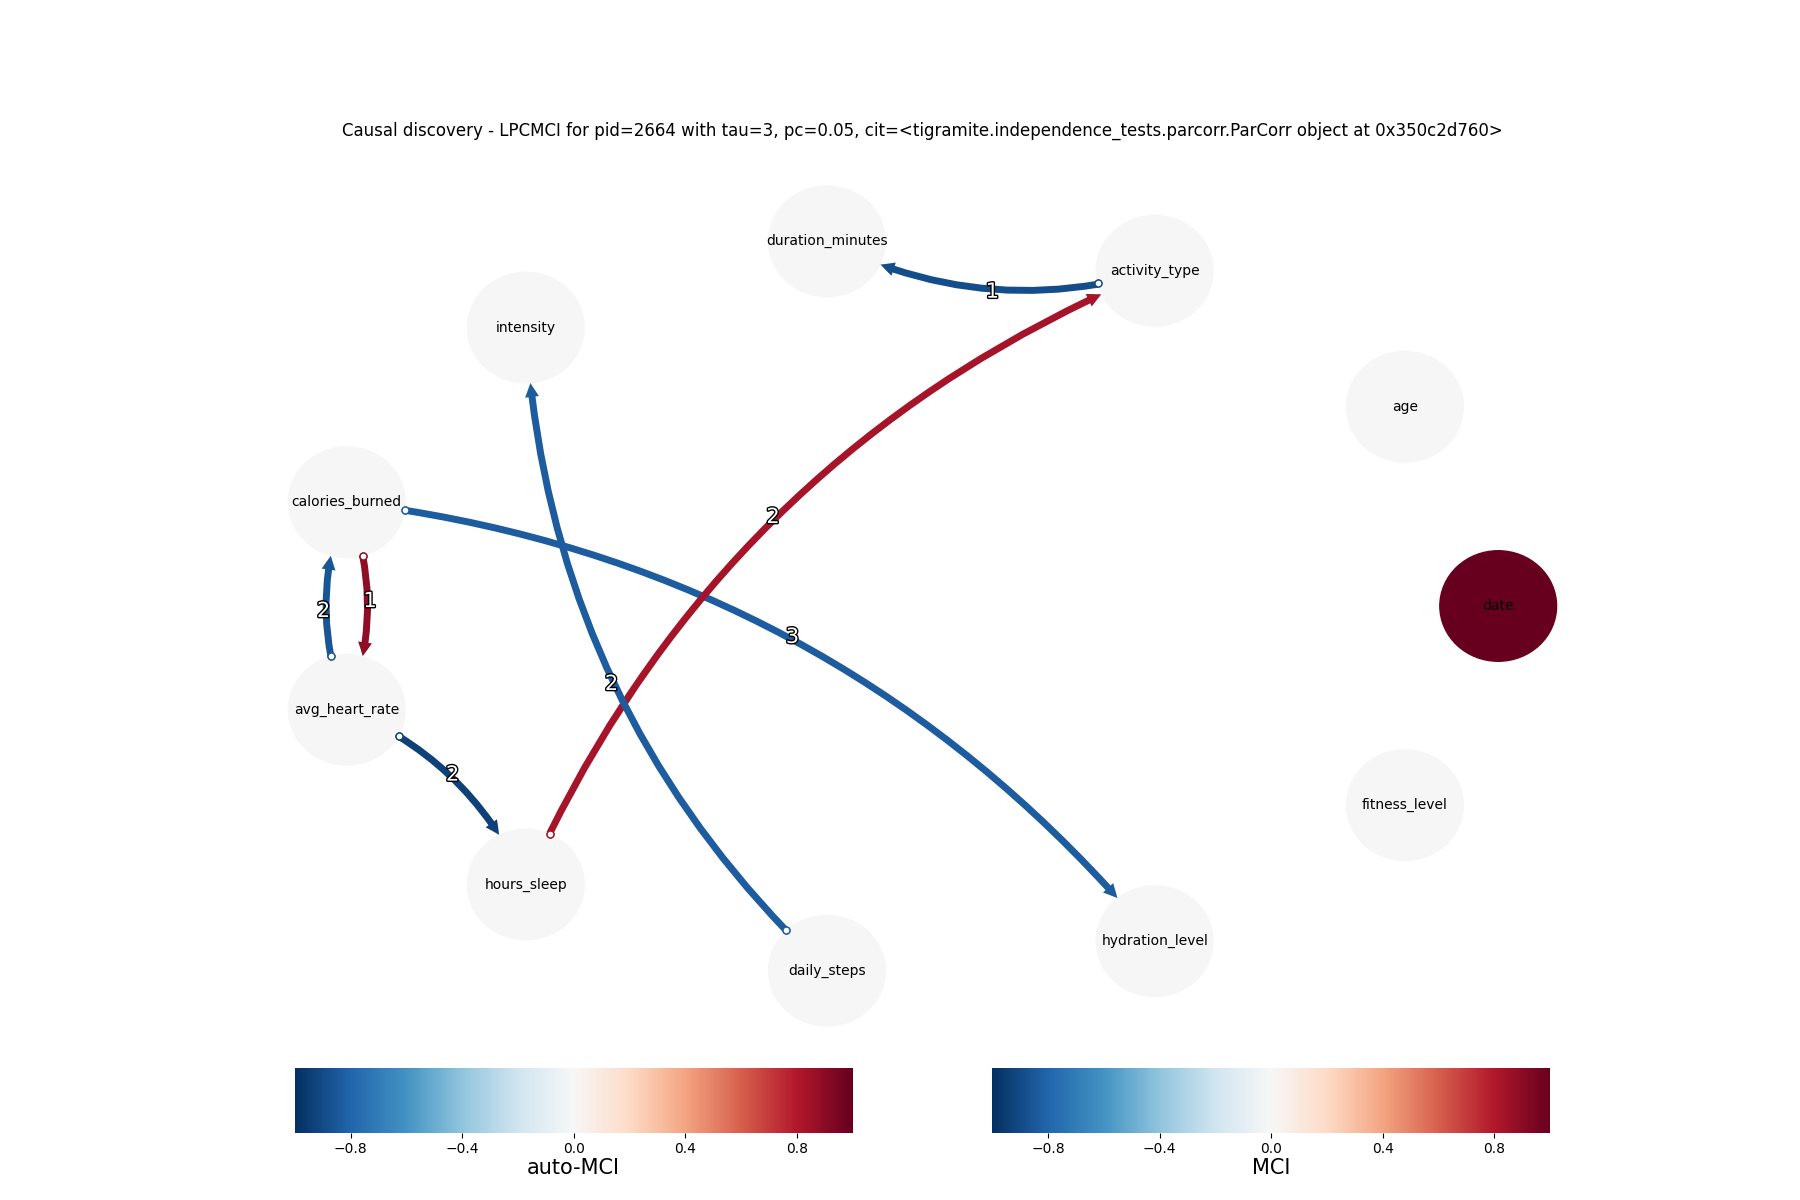 Causal discovery - LPCMCI for pid=2664 with tau=3, pc=0.05, cit=<tigramite.independence_tests.parcorr.ParCorr object at 0x350c2d760>
duration_minutes
activity_type
1
intensity
age
calories_burned
2
date
2
1
3
2
avg_heart_rate
2
fitness_level
hours_sleep
hydration_level
daily_steps
−0.8 −0.4 0.0 0.4 0.8
auto-MCI
−0.8 −0.4 0.0 0.4 0.8
MCI